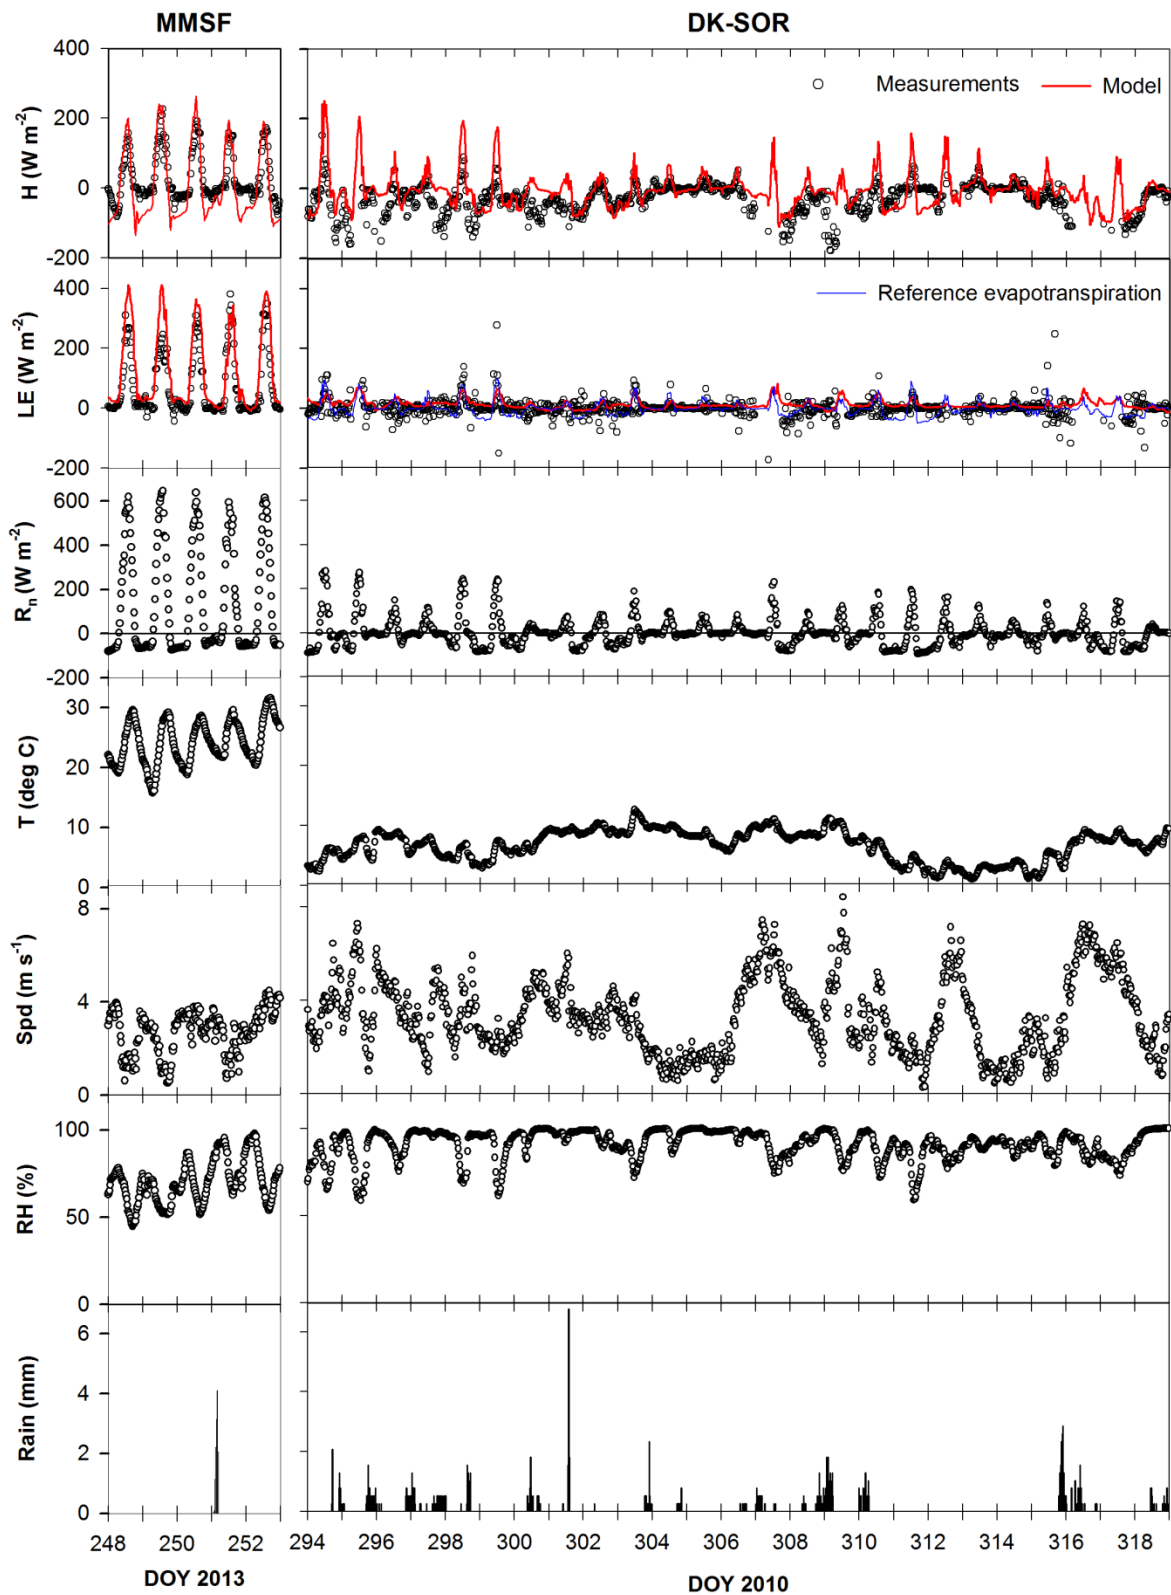 MMSF DK-SOR
400
200
0
-200
H (W m-2)
Measurements Model
400
200
0
-200
LE (W m-2)
Reference evapotranspiration
600
400
200
0
-200
Rn (W m-2)
30
20
10
0
T (deg C)
8
4
0
Spd (m s-1)
100
50
0
RH (%)
6
4
2
0
Rain (mm)
248 250 252 294 296 298 300 302 304 306 308 310 312 314 316 318
DOY 2013 DOY 2010